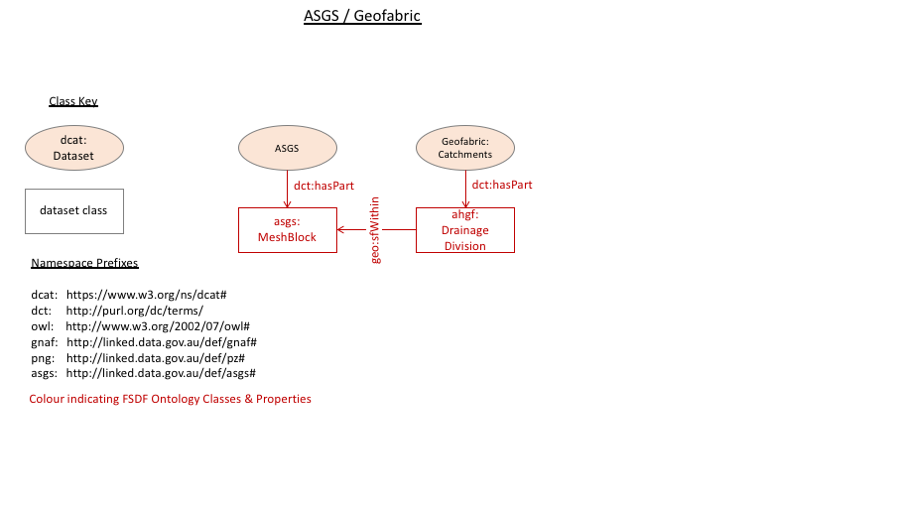 ASGS / Geofabric
Class Key
dcat:
Dataset
ASGS
Geofabric:
Catchments
dct:hasPart
dct:hasPart
dataset class
asgs:
MeshBlock
geo:sfWithin
ahgf:
Drainage
Division
Namespace Prefixes
dcat: https://www.w3.org/ns/dcat#
dct: http://purl.org/dc/terms/
owl: http://www.w3.org/2002/07/owl#
gnaf: http://linked.data.gov.au/def/gnaf#
png: http://linked.data.gov.au/def/pz#
asgs: http://linked.data.gov.au/def/asgs#
Colour indicating FSDF Ontology Classes & Properties